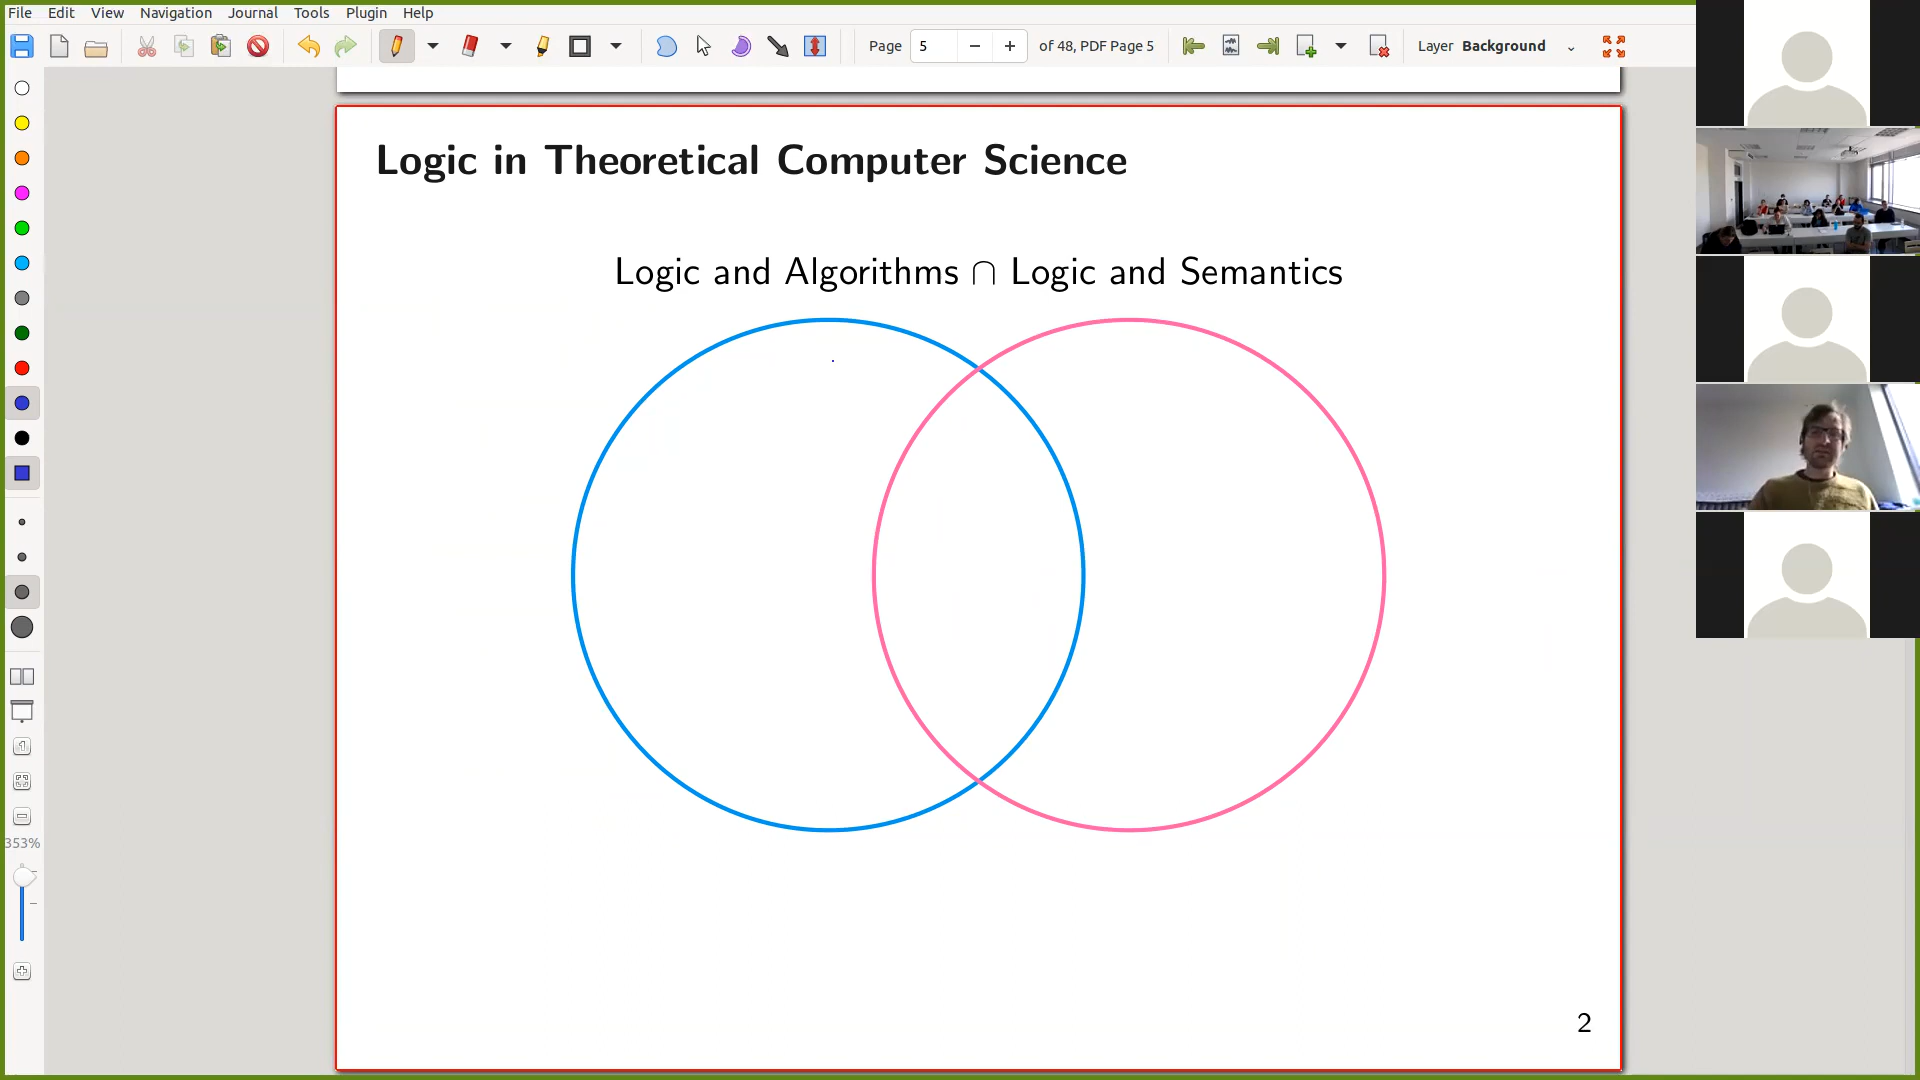 File Edit View Navigation Journal Tools Plugin Help
Page 5 of 48, PDF Page 5 Layer Background
Logic in Theoretical Computer Science
Logic and Algorithms ∩ Logic and Semantics
353%
2